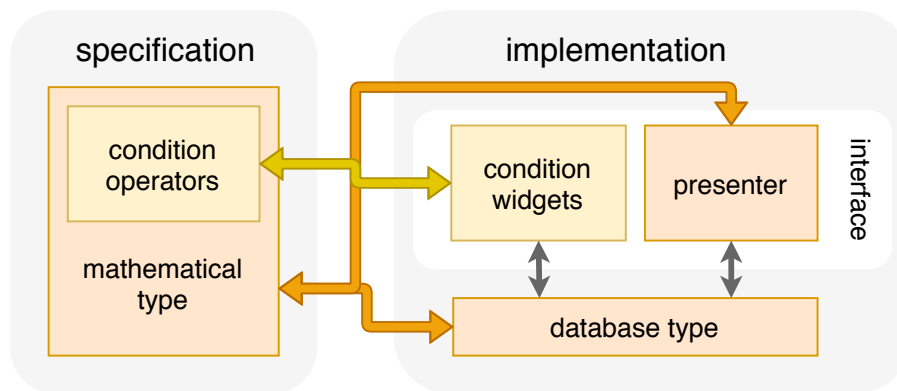 specification
condition
operators
mathematical
type
implementation
condition
widgets
presenter
interface
database type